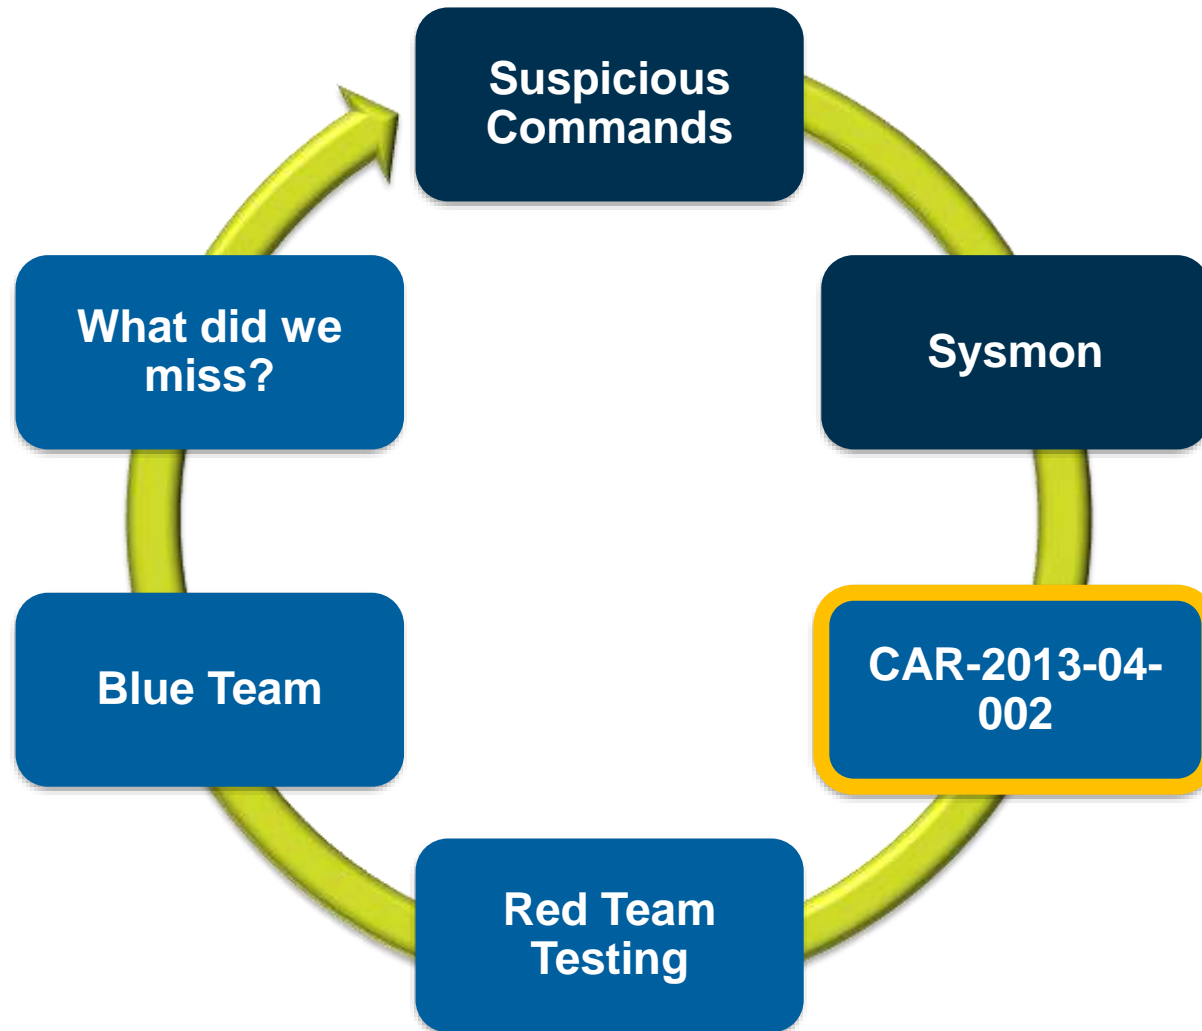 Suspicious
Commands
Sysmon
CAR-2013-04-
002
Red Team
Testing
Blue Team
What did we
miss?